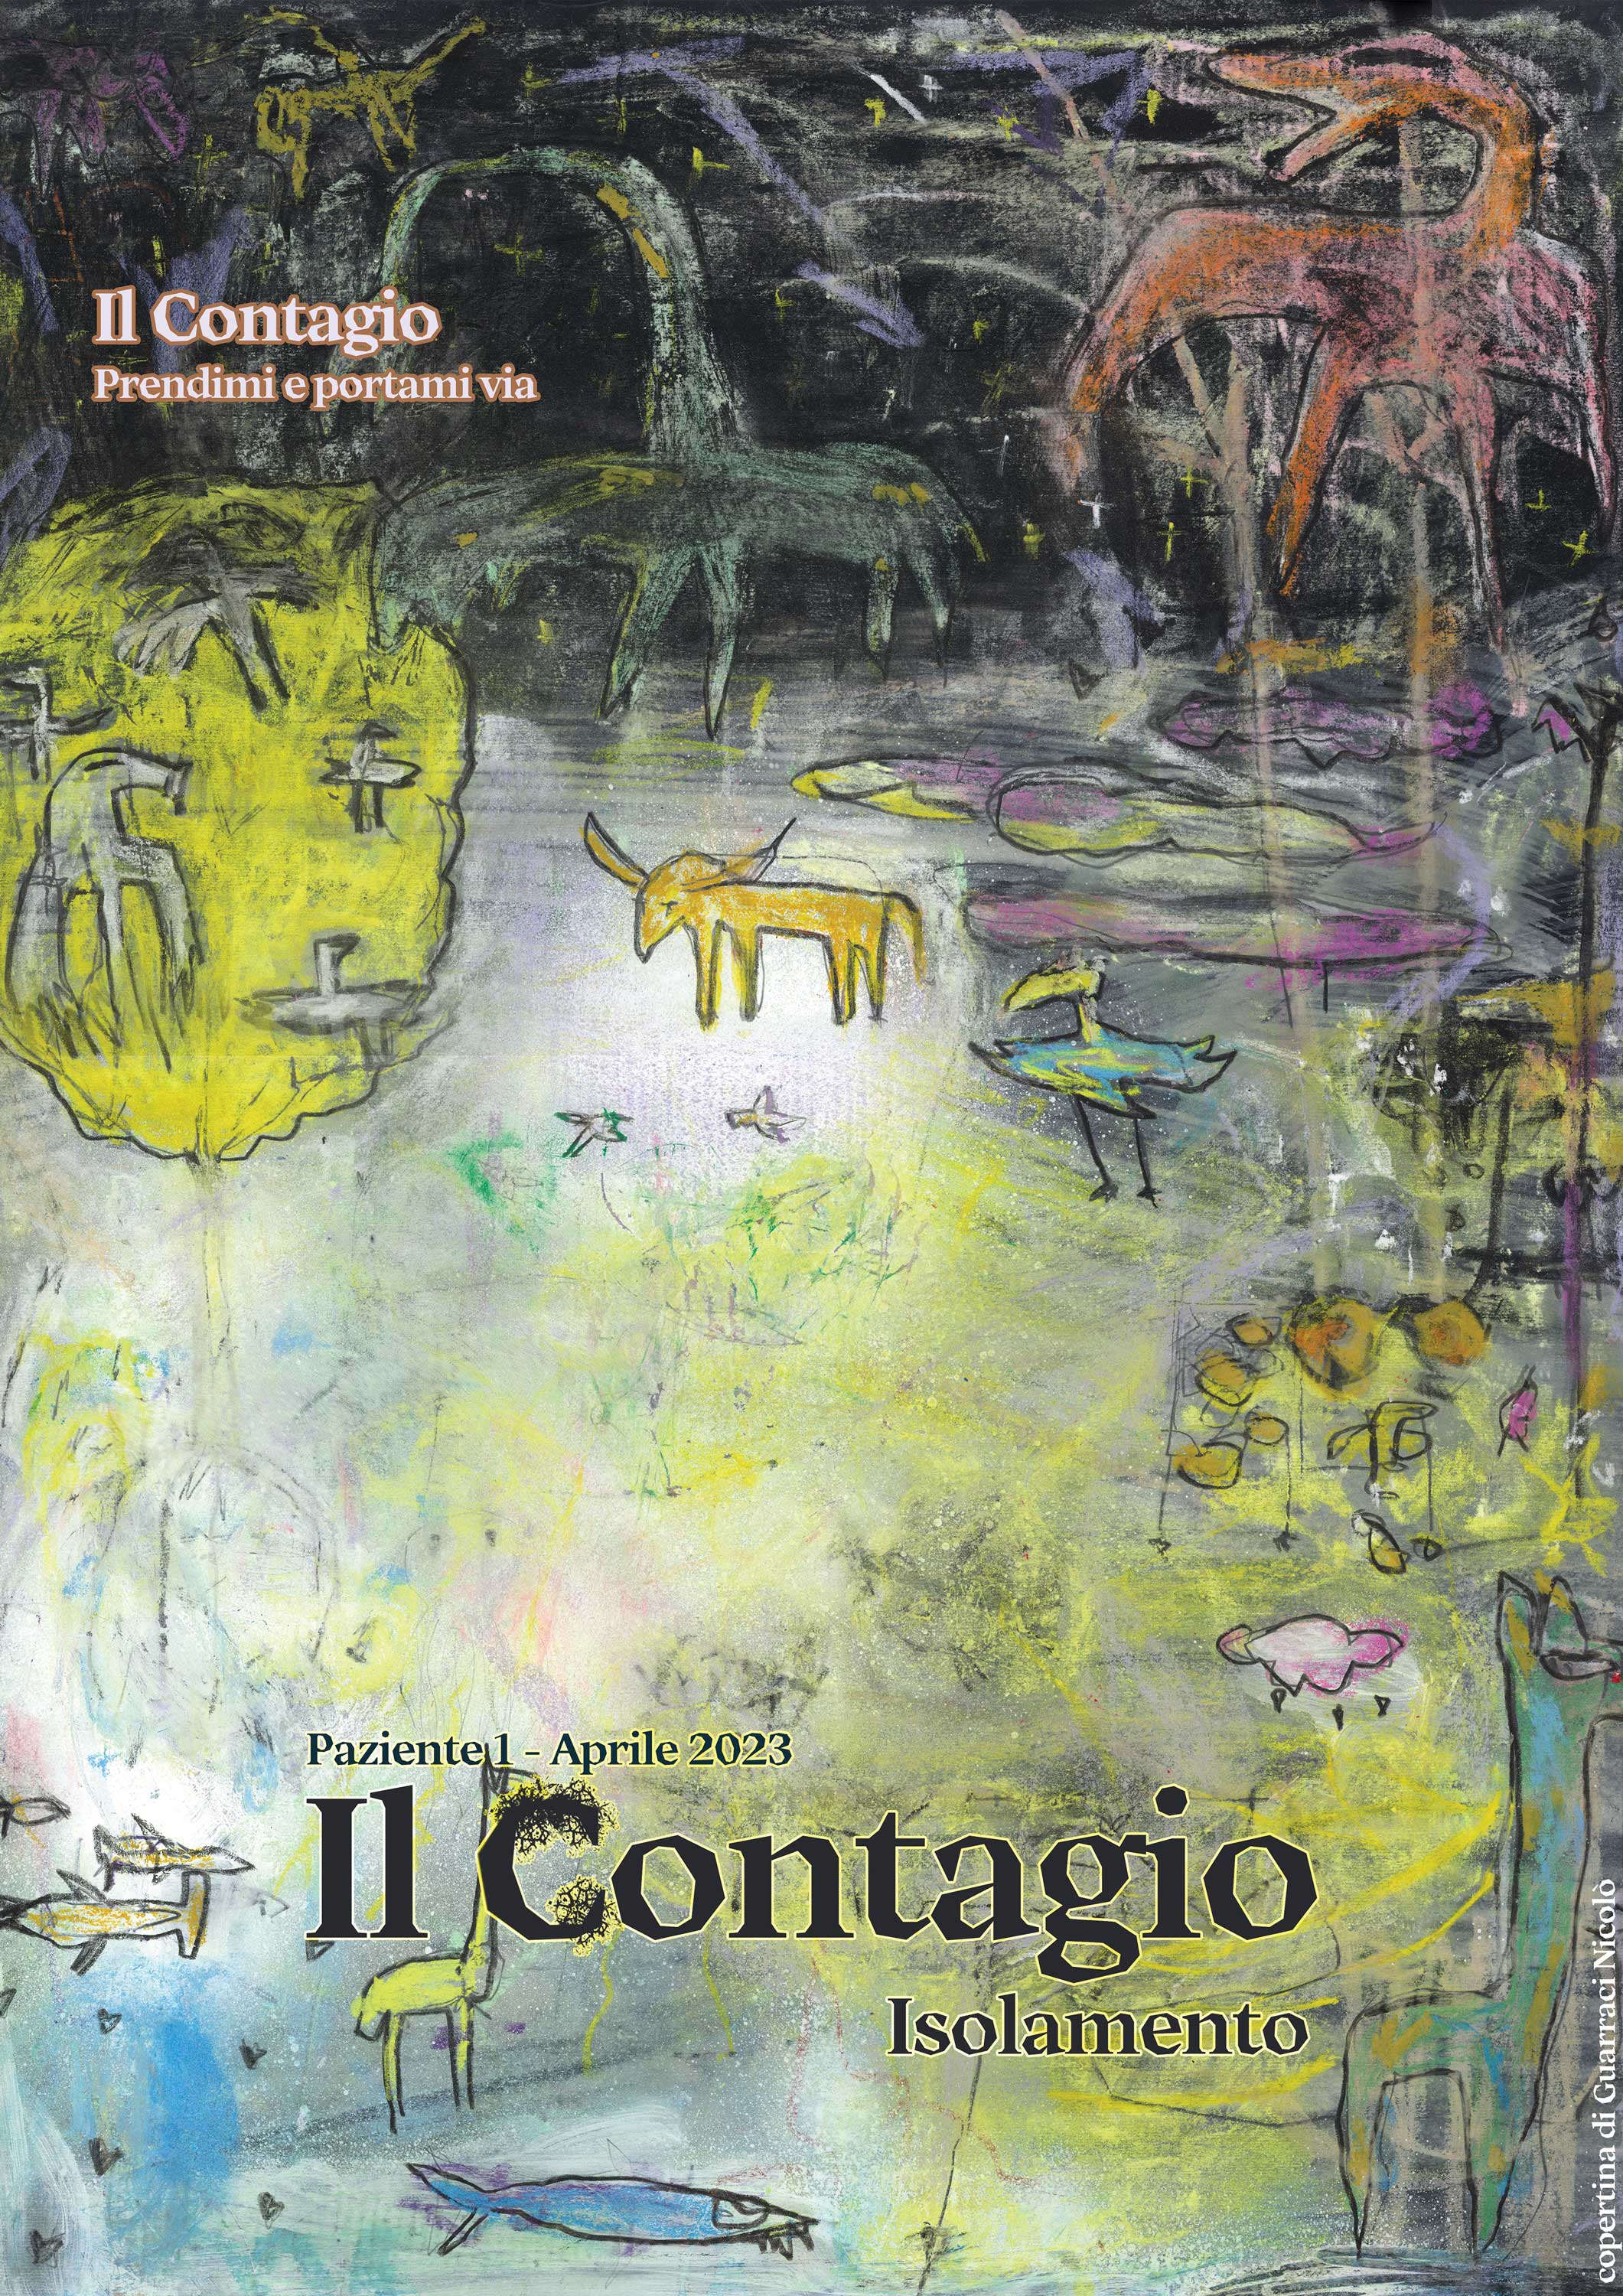 Il Contagio
Prendimi e portami via
Paziente 1 - Aprile 2023
Il Contagio
Isolamento
copertina di Guarraci Nicolò